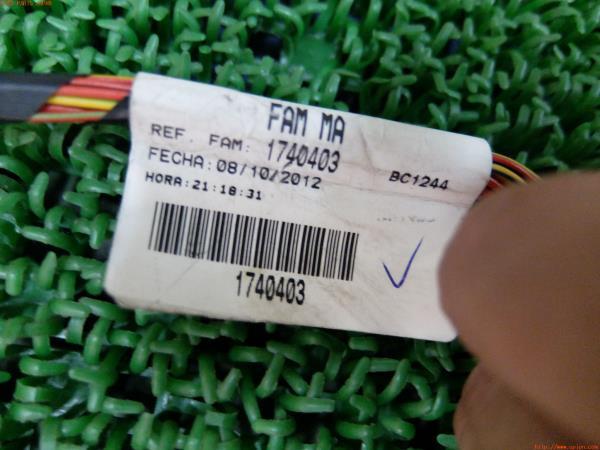 FAM MA
REF. FAM: 1740403
FECHA:08/10/2012 BC1244
HORA:21:18:31
1740403